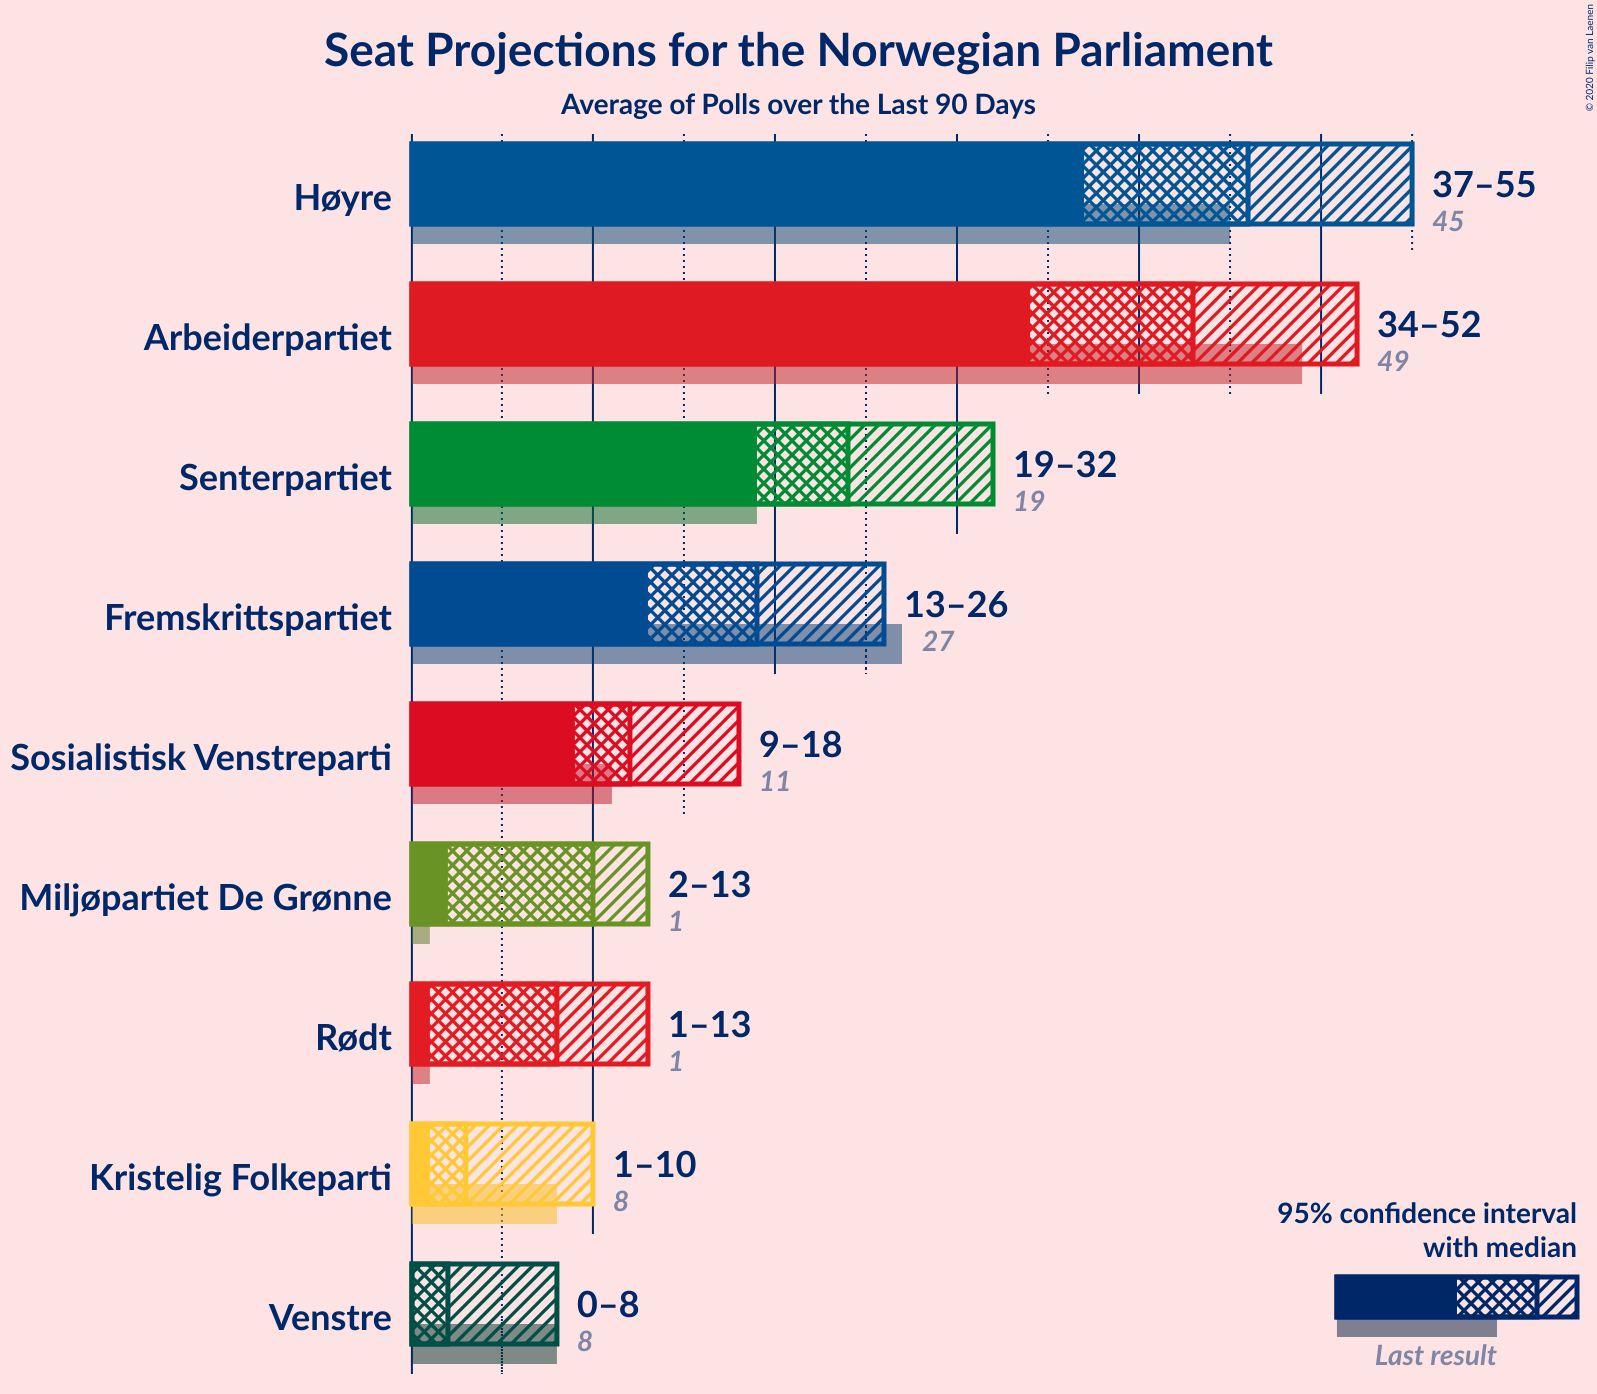 Seat Projections for the Norwegian Parliament
Average of Polls over the Last 90 Days
© 2020 Filip van Laenen
Høyre
37–55
45
Arbeiderpartiet
34–52
49
Senterpartiet
19–32
19
Fremskrittspartiet
13–26
27
Sosialistisk Venstreparti
9–18
11
Miljøpartiet De Grønne
2–13
1
Rødt
1–13
1
Kristelig Folkeparti
1–10
8
Venstre
0–8
8
95% confidence interval
with median
Last result